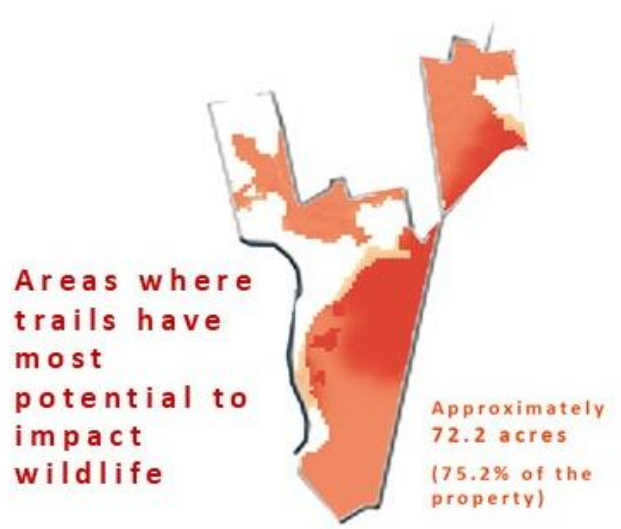 Areas where
trails have
most
potential to
impact
wildlife
Approximately
72.2 acres
(75.2% of the
property)